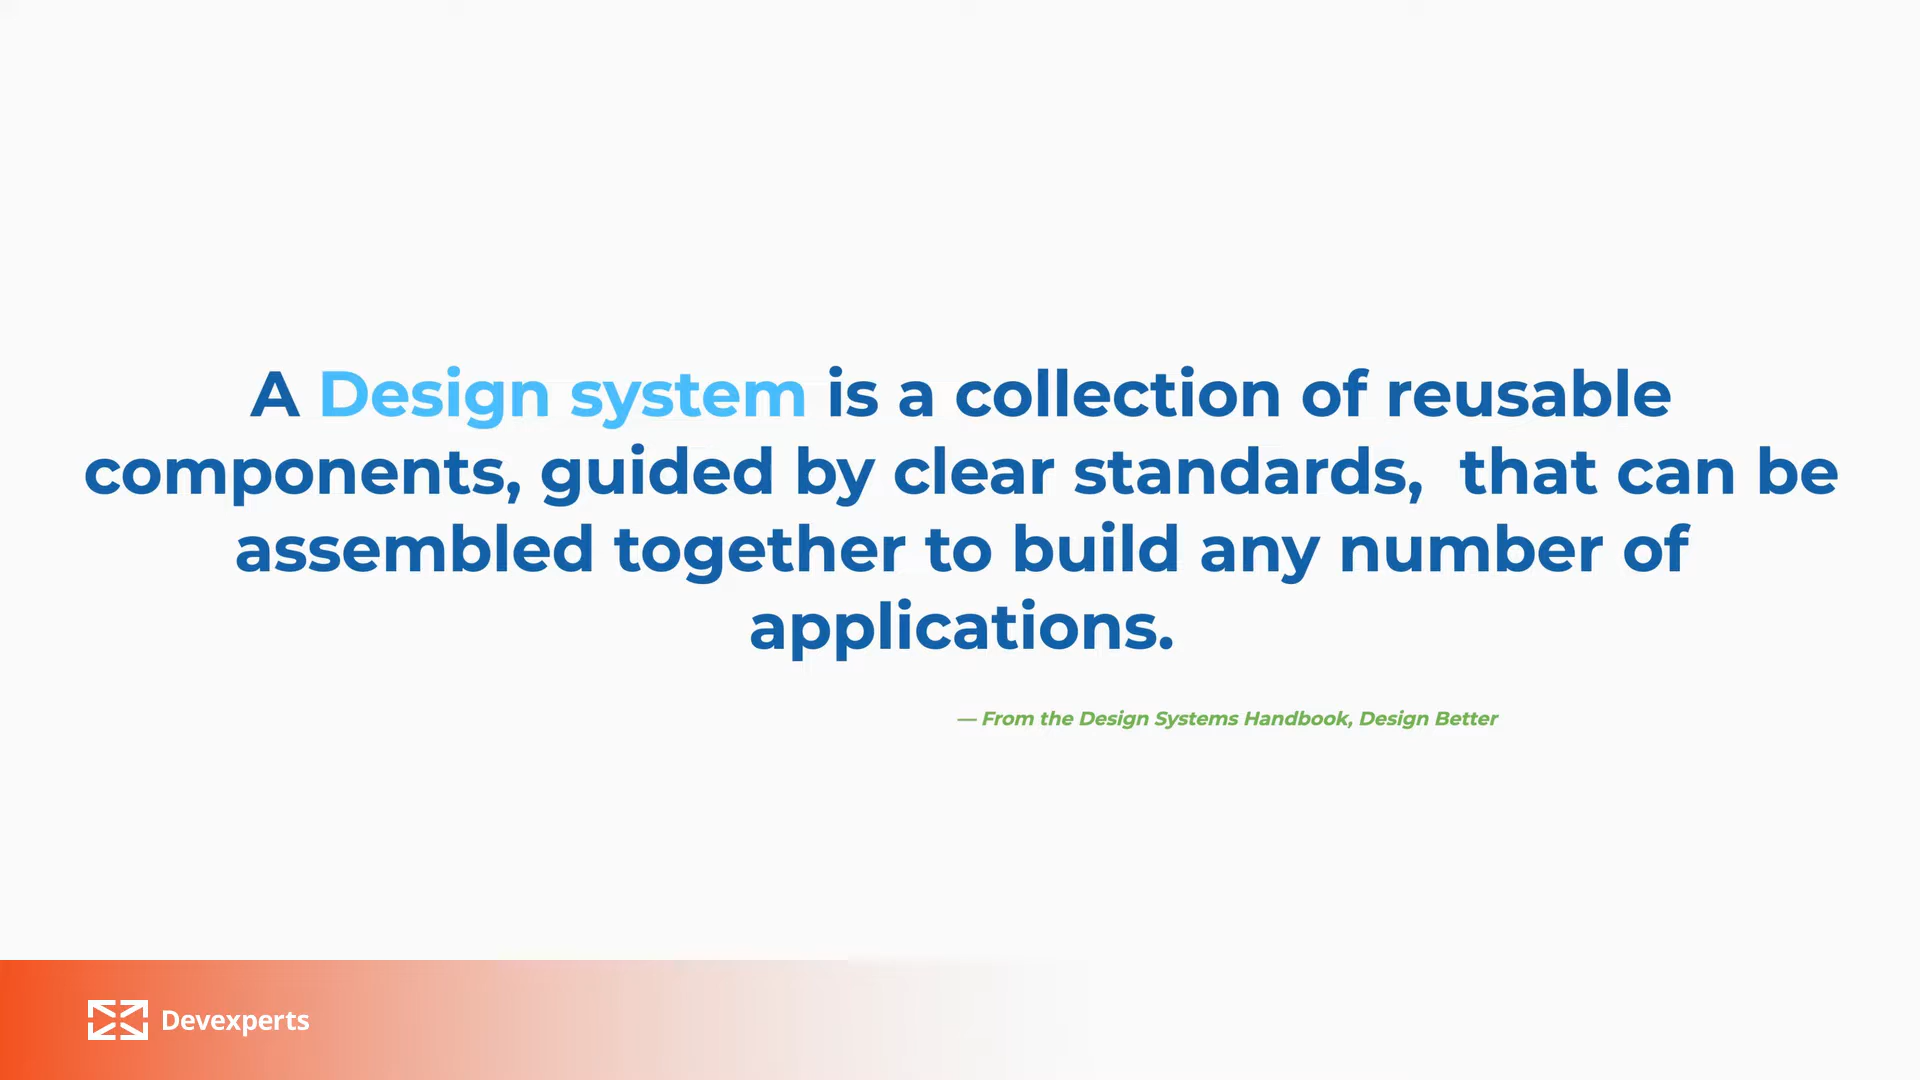 A Design system is a collection of reusable
components, guided by clear standards,  that can be
assembled together to build any number of
applications.
— From the Design Systems Handbook, Design Better
Devexperts